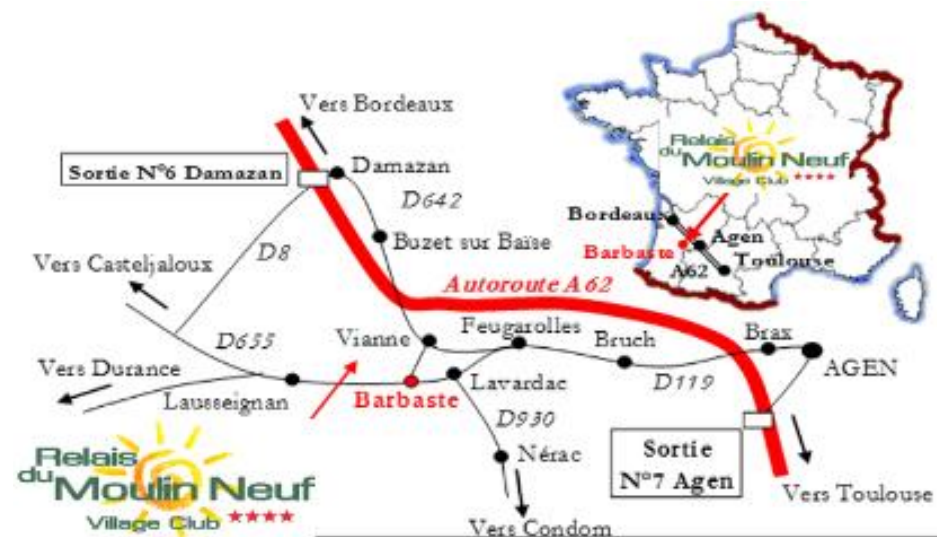 Vers Bordeaux
Sortie N°6 Damazan
Damazan
D642
Buzet sur Baïse
D8
Vers Casteljaloux
Autoroute A62
D655
Vianne
Feugarolles
Bruch
Brax
AGEN
Vers Durance
Lausseignan
Barbaste
Lavardac
D119
D930
Nérac
Sortie
N°7 Agen
Vers Toulouse
Vers Condom
Relais
du Moulin Neuf
Village Club ****
Relais
du Moulin Neuf
Village Club ****
Bordeaux
Agen
Barbaste
Toulouse
A62